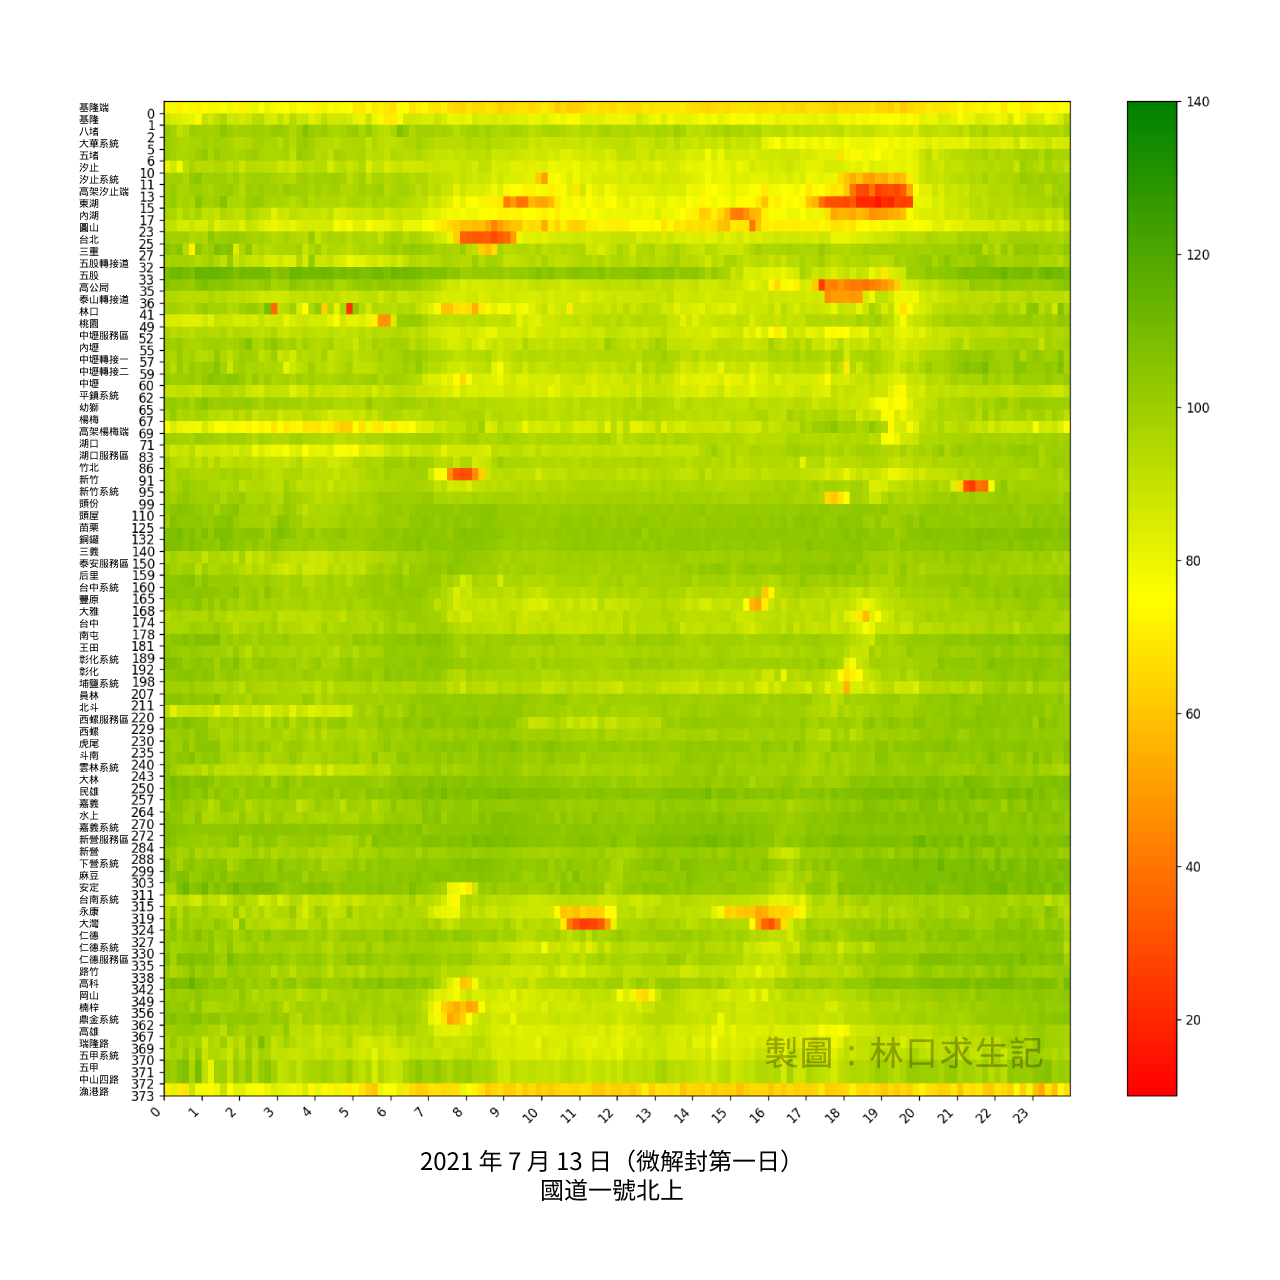 基隆端
0
基隆
1
八堵
2
大華系統
5
五堵
6
汐止
10
汐止系統
11
高架汐止端
13
東湖
15
內湖
17
圓山
23
台北
25
三重
27
五股轉接道
32
五股
33
高公局
35
泰山轉接道
36
林口
41
桃園
49
中壢服務區
52
內壢
55
中壢轉接一
57
中壢轉接二
59
中壢
60
平鎮系統
62
幼獅
65
楊梅
67
高架楊梅端
69
湖口
71
湖口服務區
83
竹北
86
新竹
91
新竹系統
95
頭份
99
頭屋
110
苗栗
125
銅鑼
132
三義
140
泰安服務區
150
后里
159
台中系統
160
豐原
165
大雅
168
台中
174
南屯
178
王田
181
彰化系統
189
彰化
192
埔鹽系統
198
員林
207
北斗
211
西螺服務區
220
西螺
229
虎尾
230
斗南
235
雲林系統
240
大林
243
民雄
250
嘉義
257
水上
264
嘉義系統
270
新營服務區
272
新營
284
下營系統
288
麻豆
299
安定
303
台南系統
311
永康
315
大灣
319
仁德
324
仁德系統
327
仁德服務區
330
路竹
335
高科
338
岡山
342
楠梓
349
鼎金系統
356
高雄
362
瑞隆路
367
五甲系統
369
五甲
370
中山四路
371
漁港路
372
373
0 1 2 3 4 5 6 7 8 9 10 11 12 13 14 15 16 17 18 19 20 21 22 23
140
120
100
80
60
40
20
製圖：林口求生記
2021 年 7 月 13 日（微解封第一日）
國道一號北上